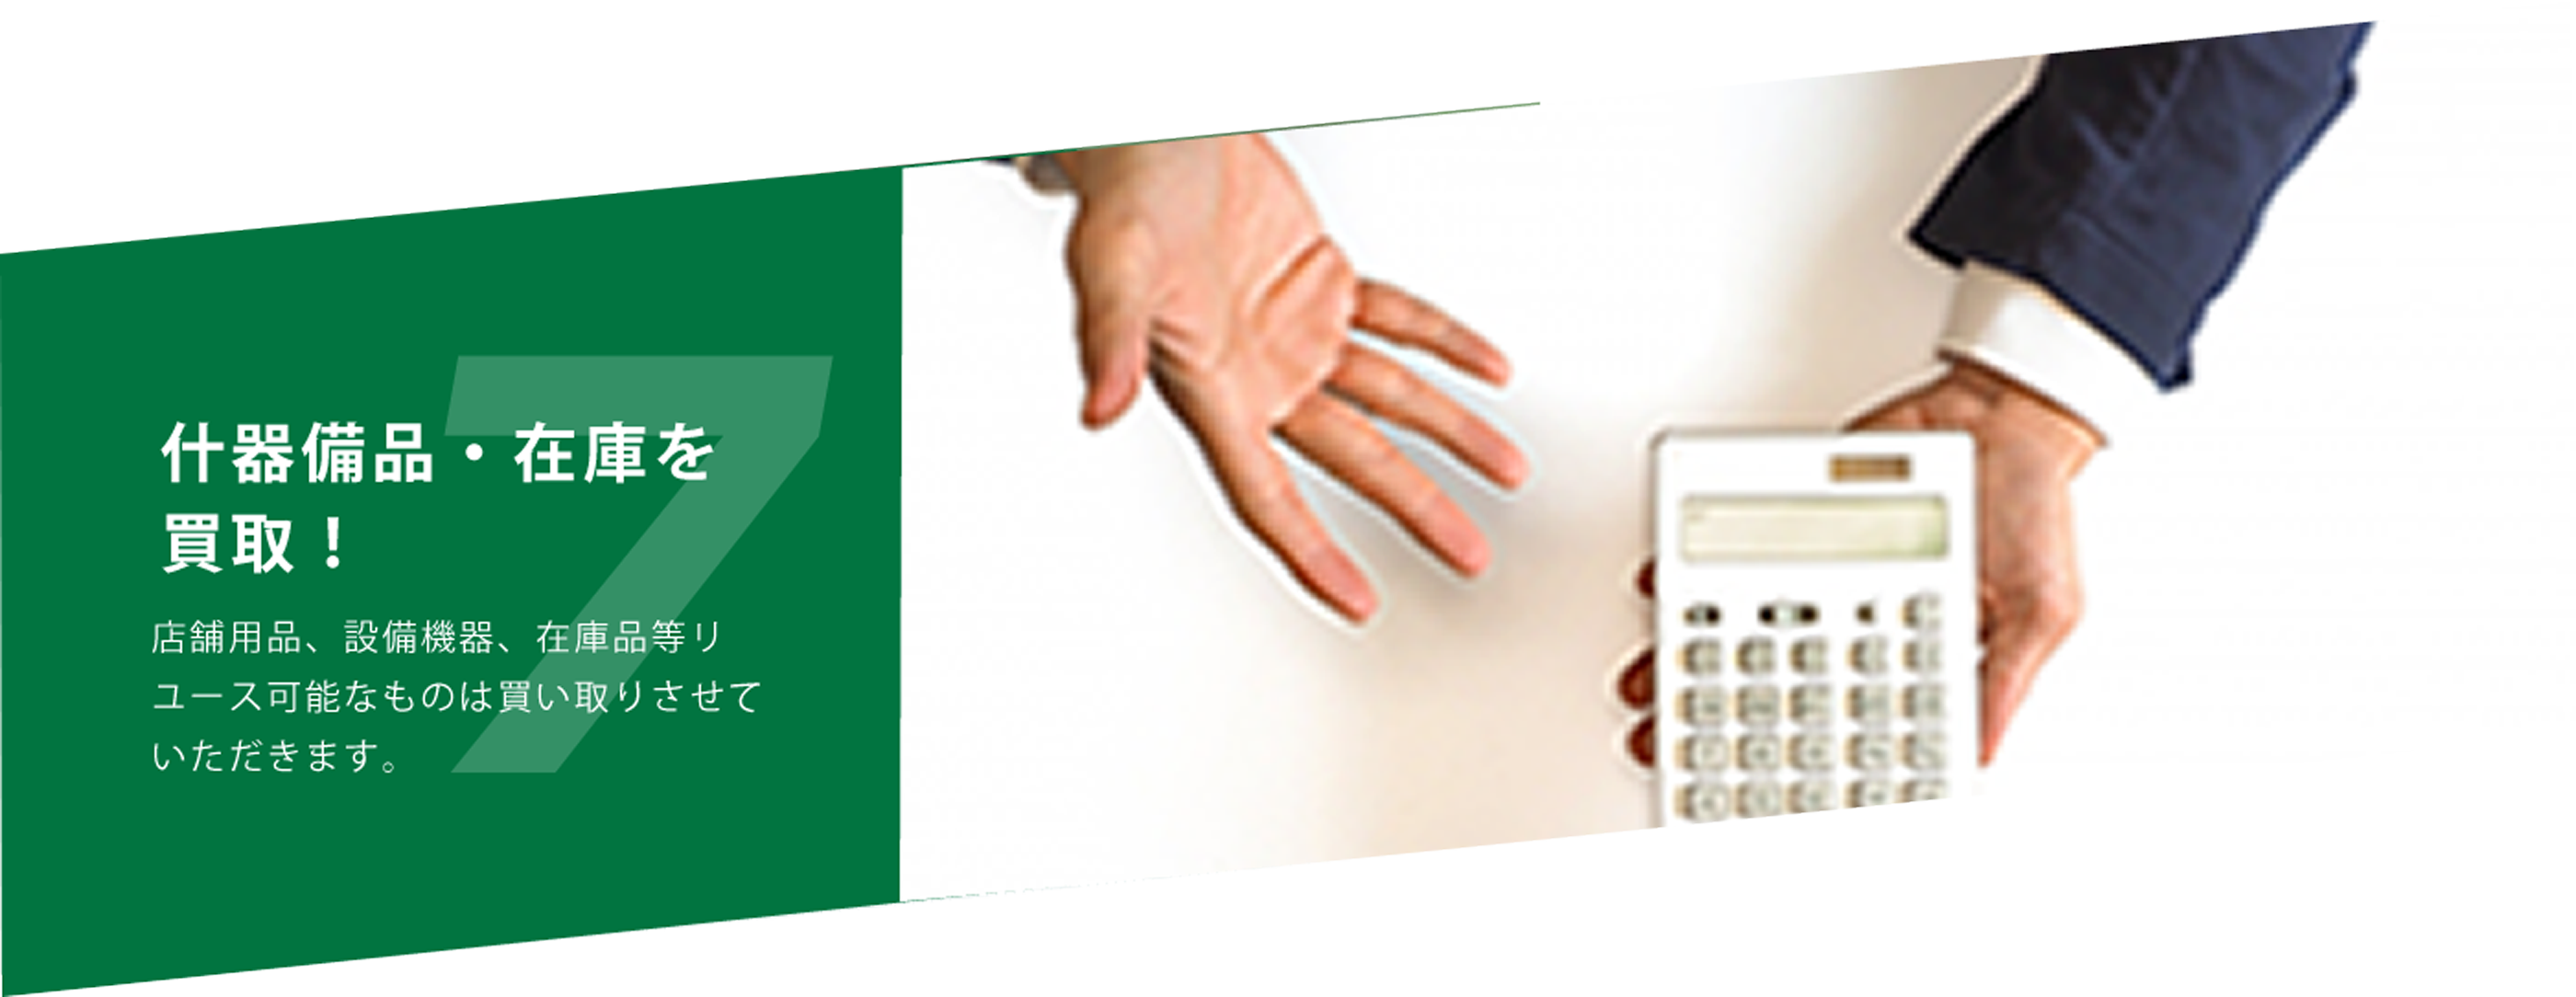 7
什器備品・在庫を
買取！
店舗用品、設備機器、在庫品等リ
ユース可能なものは買い取りさせて
いただきます。